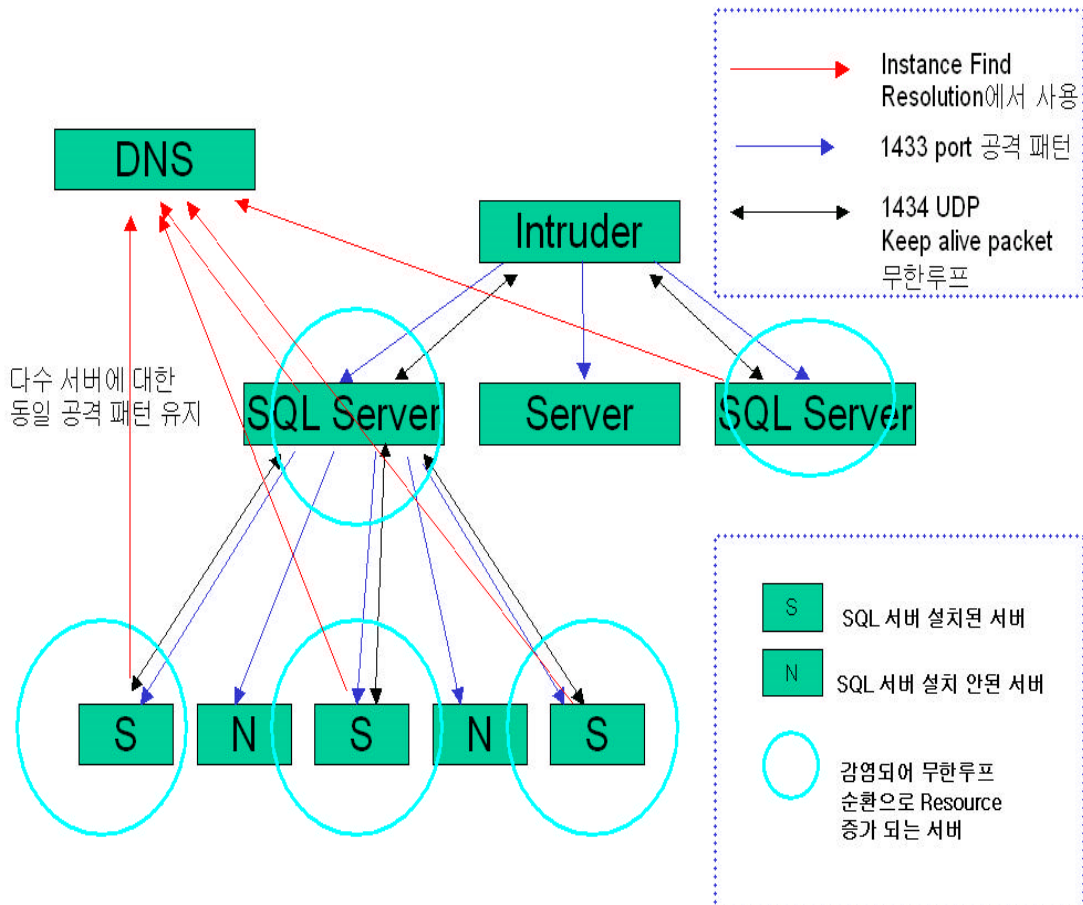 Instance Find
Resolution에서 사용
1433 port 공격 패턴
1434 UDP
Keep alive packet
무한루프
DNS
Intruder
다수 서버에 대한
동일 공격 패턴 유지
SQL Server
Server
SQL Server
S
N
S
N
S
S
SQL 서버 설치된 서버
N
SQL 서버 설치 안된 서버
감염되어 무한루프
순환으로 Resource
증가 되는 서버